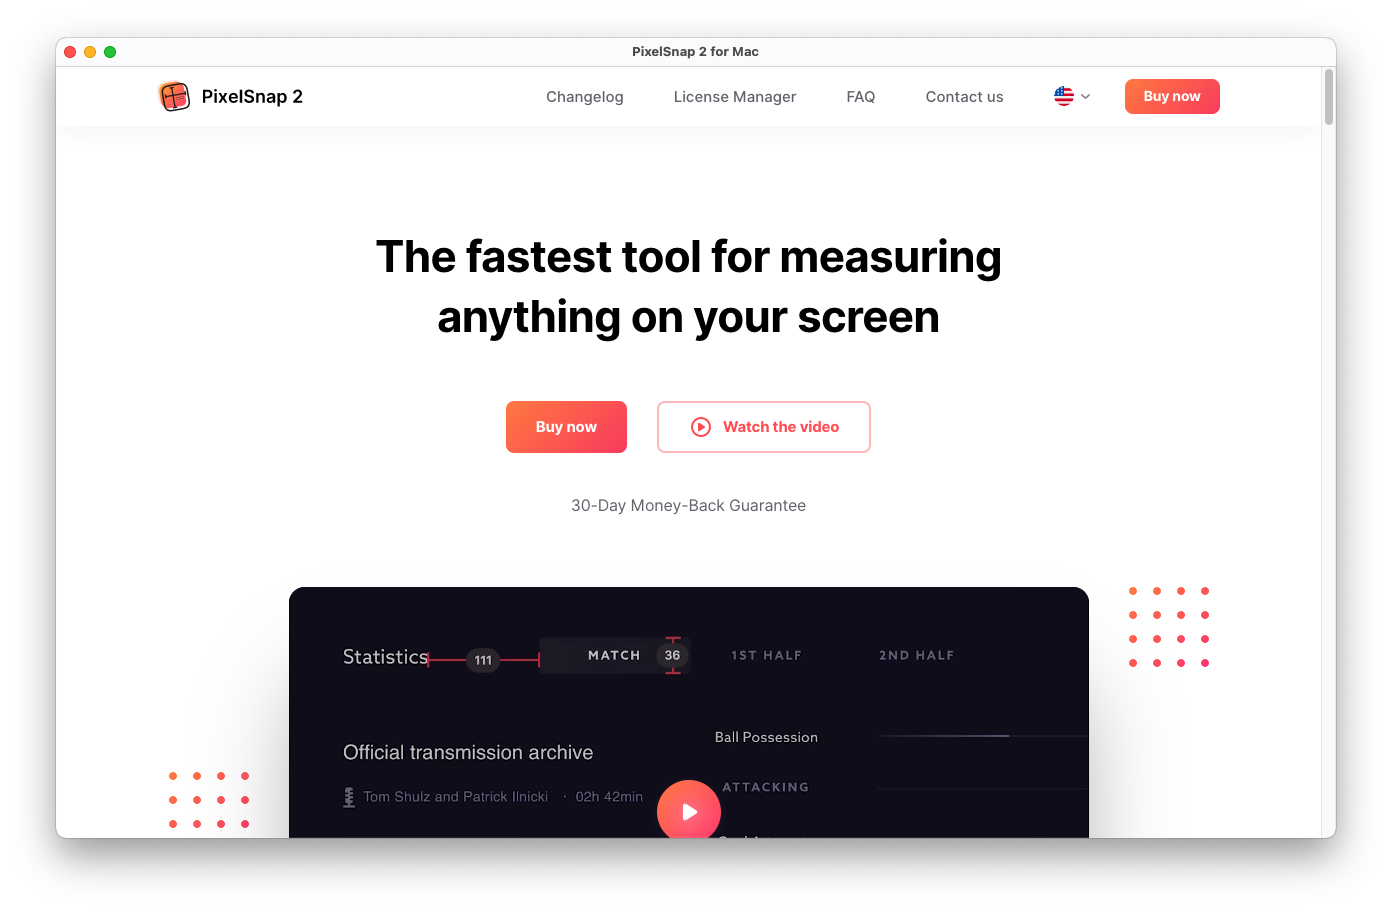 PixelSnap 2 for Mac
PixelSnap 2
Changelog
License Manager
FAQ
Contact us
Buy now
The fastest tool for measuring
anything on your screen
Buy now
Watch the video
30-Day Money-Back Guarantee
Statistics
111
MATCH
36
1ST HALF
2ND HALF
Ball Possession
Official transmission archive
ATTACKING
Tom Shulz and Patrick Ilnicki · 02h 42min